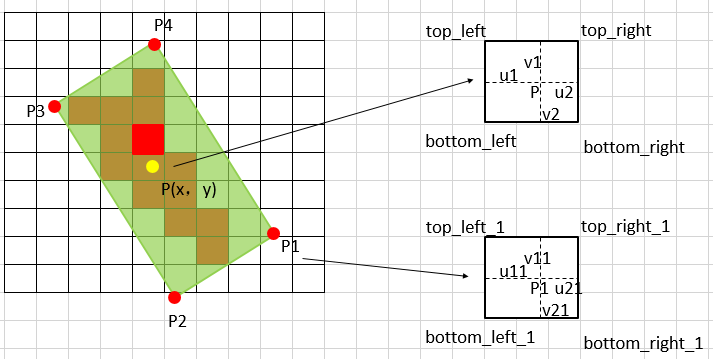 P4
P3
P(x，y)
P1
P2
top_left
top_right
v1
u1
P
u2
v2
bottom_left
bottom_right
top_left_1
top_right_1
v11
u11
P1
u21
v21
bottom_left_1
bottom_right_1